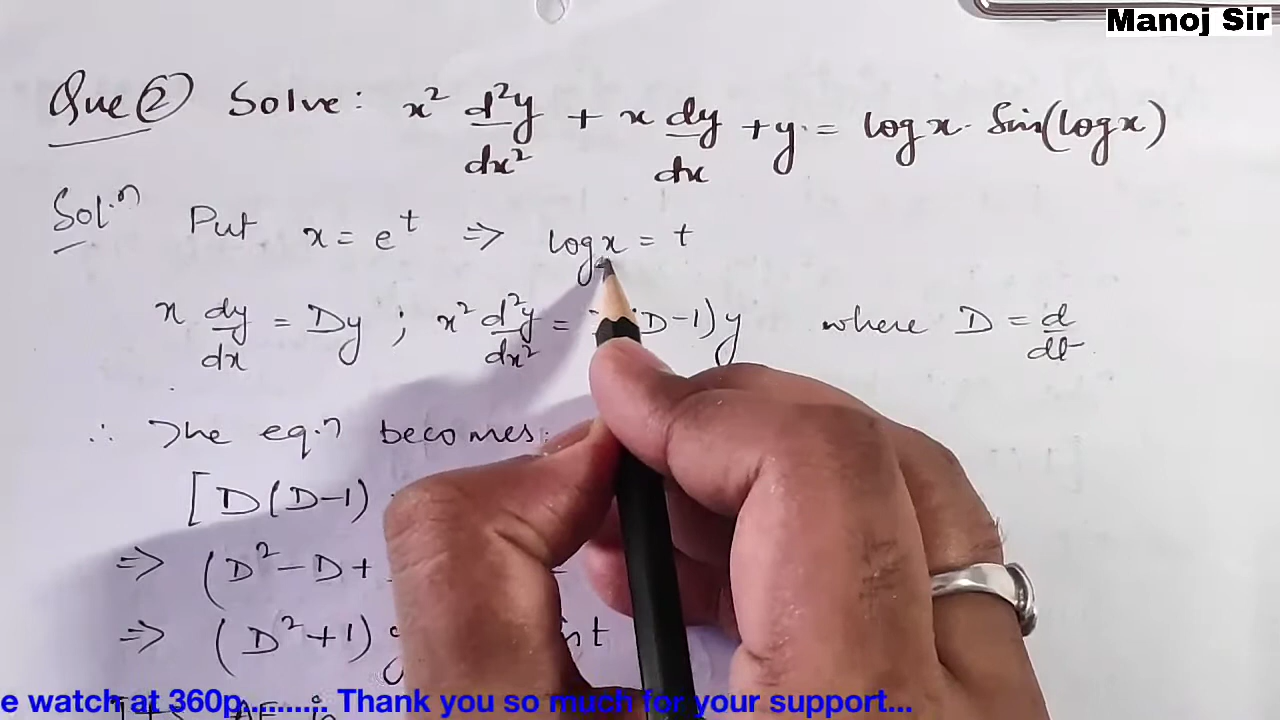 Manoj Sir
Que ② Solve: x² d²y/dx² + x dy/dx + y = log x · Sin(log x)
Sol.ⁿ Put x = eᵗ ⇒ log x = t
x dy/dx = Dy ; x² d²y/dx² = (D-1)y where D = d/dt
∴ The eq.ⁿ becomes:
[D(D-1)
⇒ (D² - D +
⇒ (D² + 1) t
e watch at 360p.......... Thank you so much for your support...